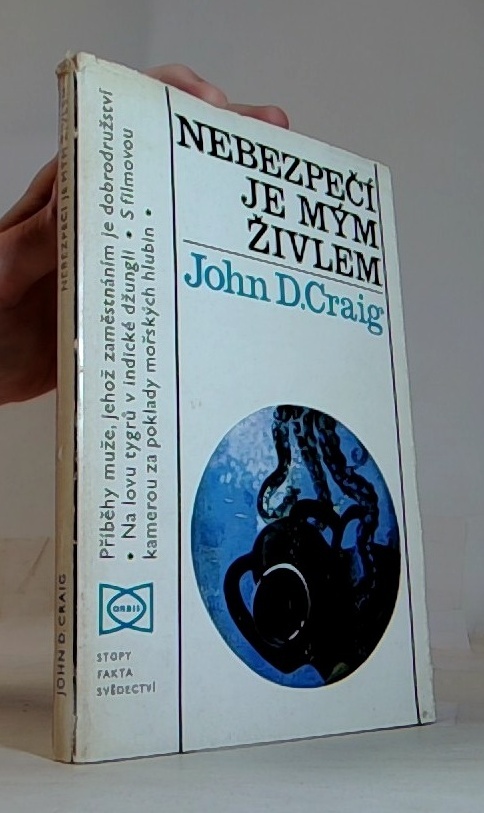 NEBEZPEČÍ
JE MÝM
ŽIVLEM
John D. Craig
Příběhy muže, jehož zaměstnáním je dobrodružství
• Na lovu tygrů v indické džungli • S filmovou
kamerou za poklady mořských hlubin •
ORBIS
STOPY
FAKTA
SVĚDECTVÍ
JOHN D. CRAIG
NEBEZPEČÍ JE MÝM ŽIVLEM